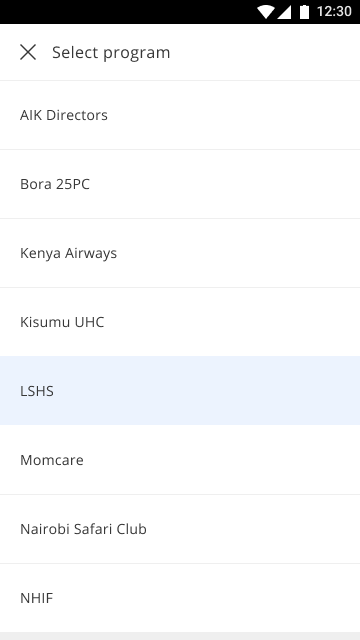 12:30
Select program
AIK Directors
Bora 25PC
Kenya Airways
Kisumu UHC
LSHS
Momcare
Nairobi Safari Club
NHIF